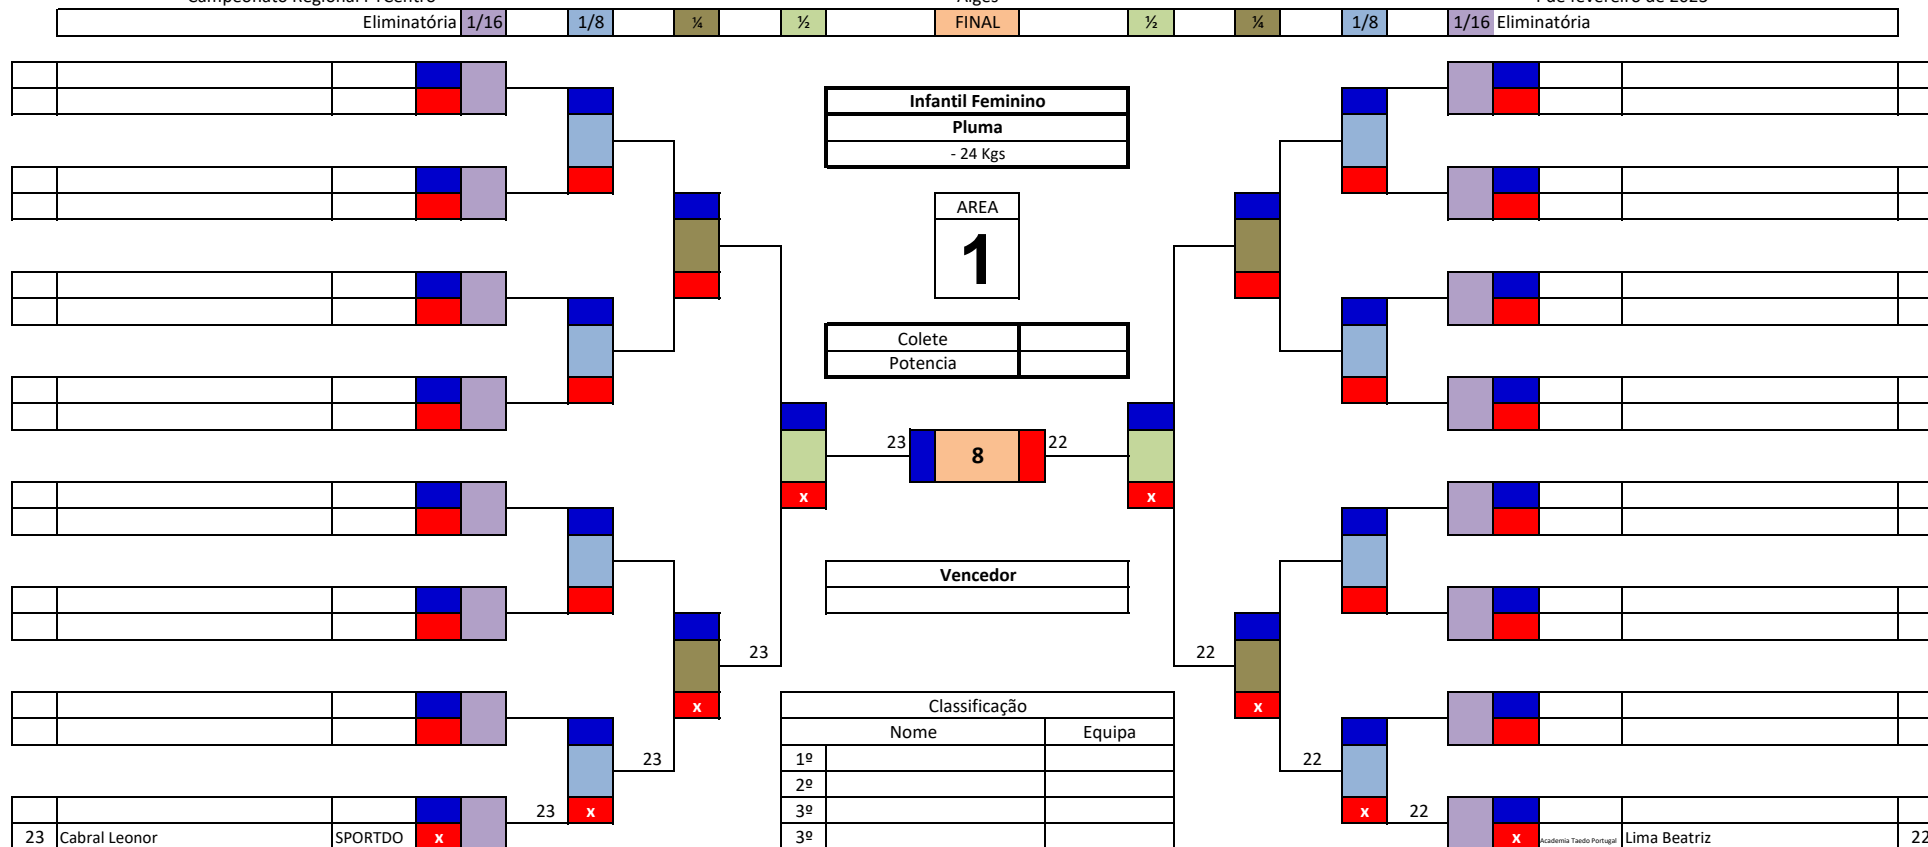 Eliminatória 1/16 1/8 ¼ ½ FINAL ½ ¼ 1/8 1/16 Eliminatória
Infantil Feminino
Pluma
- 24 Kgs
AREA
1
Colete
Potencia
23 8 22
x x
Vencedor
23 22
x x
Classificação
Nome Equipa
23 1º 22
2º
23 x 3º x 22
23 Cabral Leonor SPORTDO x 3º x Academia Taedo Portugal Lima Beatriz 22